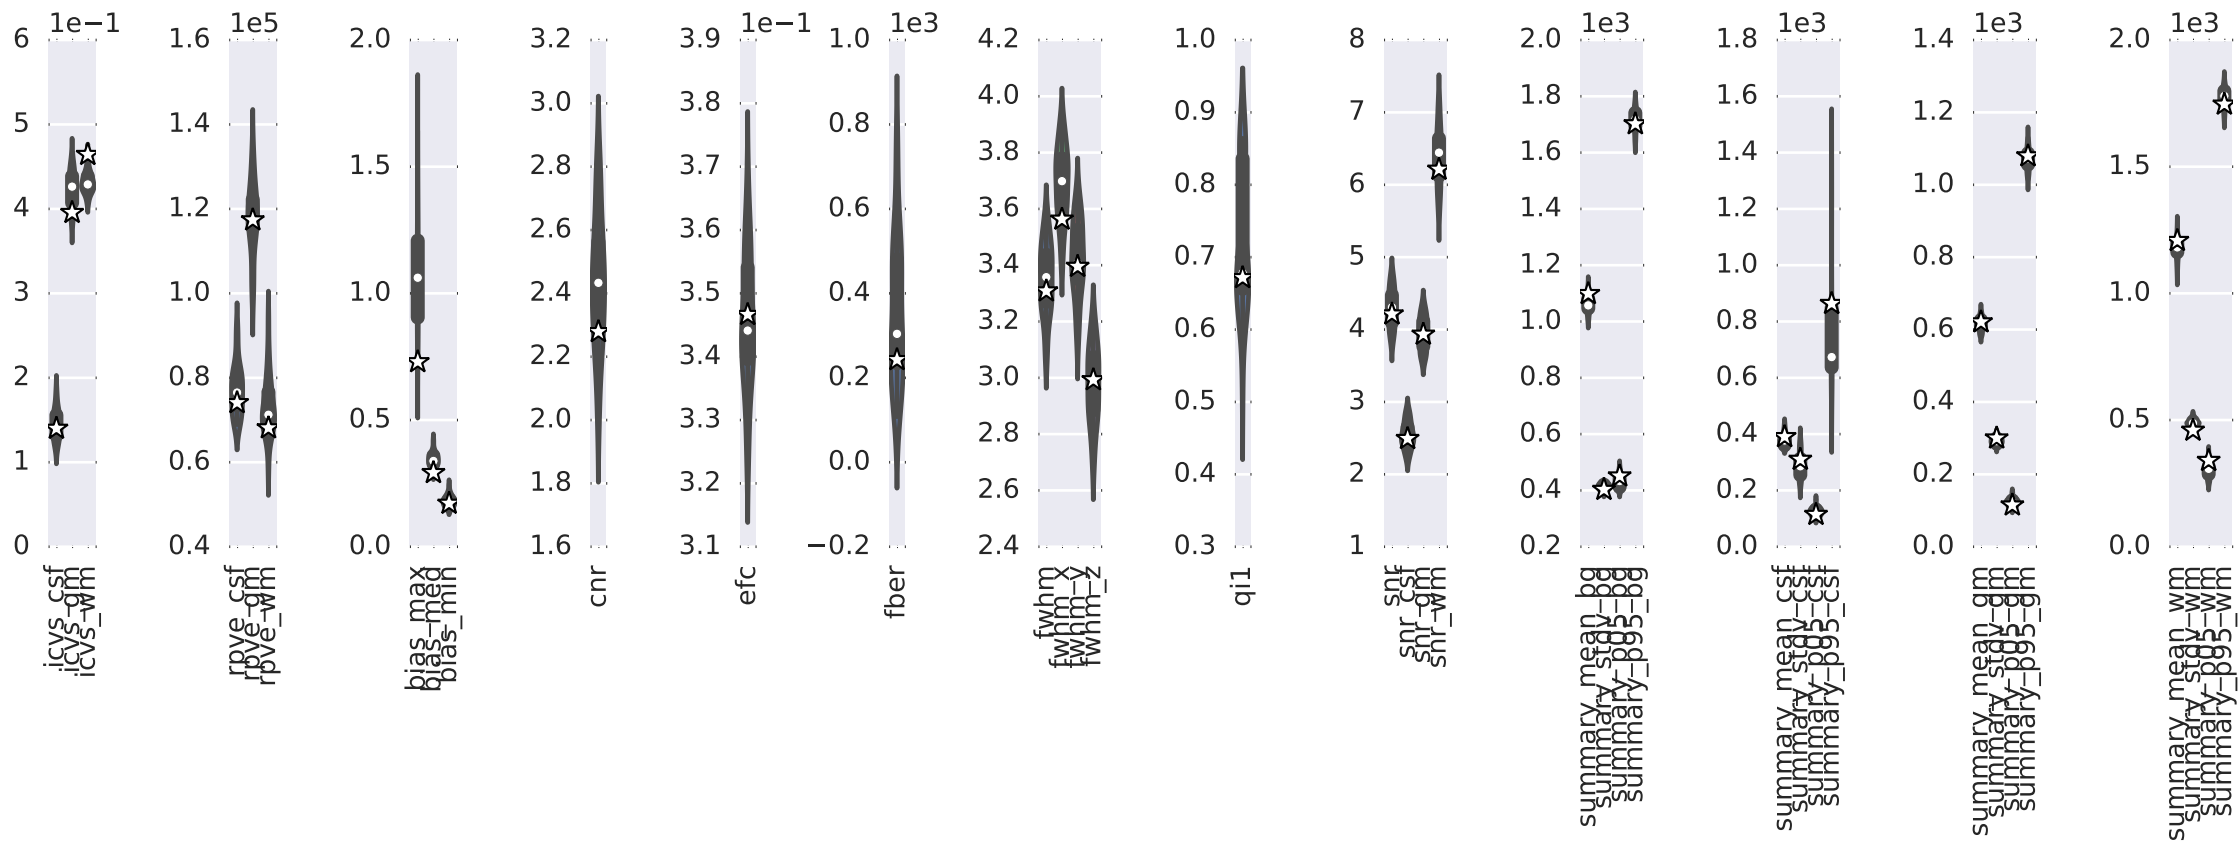 1e−1
6
5
4
3
2
1
0
icvs_csf
icvs_gm
icvs_wm
1e5
1.6
1.4
1.2
1.0
0.8
0.6
0.4
rpve_csf
rpve_gm
rpve_wm
2.0
1.5
1.0
0.5
0.0
bias_max
bias_med
bias_min
3.2
3.0
2.8
2.6
2.4
2.2
2.0
1.8
1.6
cnr
1e−1
3.9
3.8
3.7
3.6
3.5
3.4
3.3
3.2
3.1
efc
1e3
1.0
0.8
0.6
0.4
0.2
0.0
−0.2
fber
4.2
4.0
3.8
3.6
3.4
3.2
3.0
2.8
2.6
2.4
fwhm
fwhm_x
fwhm_y
fwhm_z
1.0
0.9
0.8
0.7
0.6
0.5
0.4
0.3
qi1
8
7
6
5
4
3
2
1
snr
snr_csf
snr_gm
snr_wm
1e3
2.0
1.8
1.6
1.4
1.2
1.0
0.8
0.6
0.4
0.2
summary_mean_bg
summary_stdv_bg
summary_p05_bg
summary_p95_bg
1e3
1.8
1.6
1.4
1.2
1.0
0.8
0.6
0.4
0.2
0.0
summary_mean_csf
summary_stdv_csf
summary_p05_csf
summary_p95_csf
1e3
1.4
1.2
1.0
0.8
0.6
0.4
0.2
0.0
summary_mean_gm
summary_stdv_gm
summary_p05_gm
summary_p95_gm
1e3
2.0
1.5
1.0
0.5
0.0
summary_mean_wm
summary_stdv_wm
summary_p05_wm
summary_p95_wm